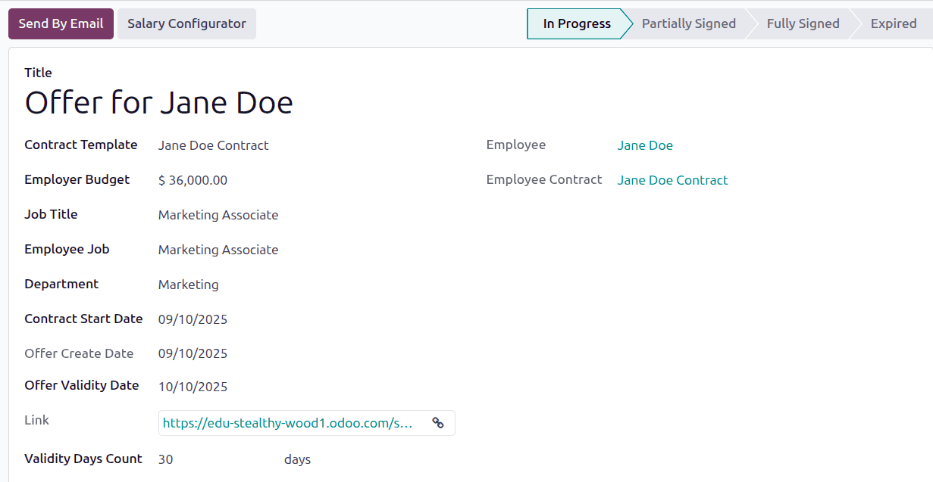 Send By Email Salary Configurator In Progress Partially Signed Fully Signed Expired
Title
Offer for Jane Doe
Contract Template Jane Doe Contract Employee Jane Doe
Employer Budget $ 36,000.00 Employee Contract Jane Doe Contract
Job Title Marketing Associate
Employee Job Marketing Associate
Department Marketing
Contract Start Date 09/10/2025
Offer Create Date 09/10/2025
Offer Validity Date 10/10/2025
Link https://edu-stealthy-wood1.odoo.com/s...
Validity Days Count 30 days